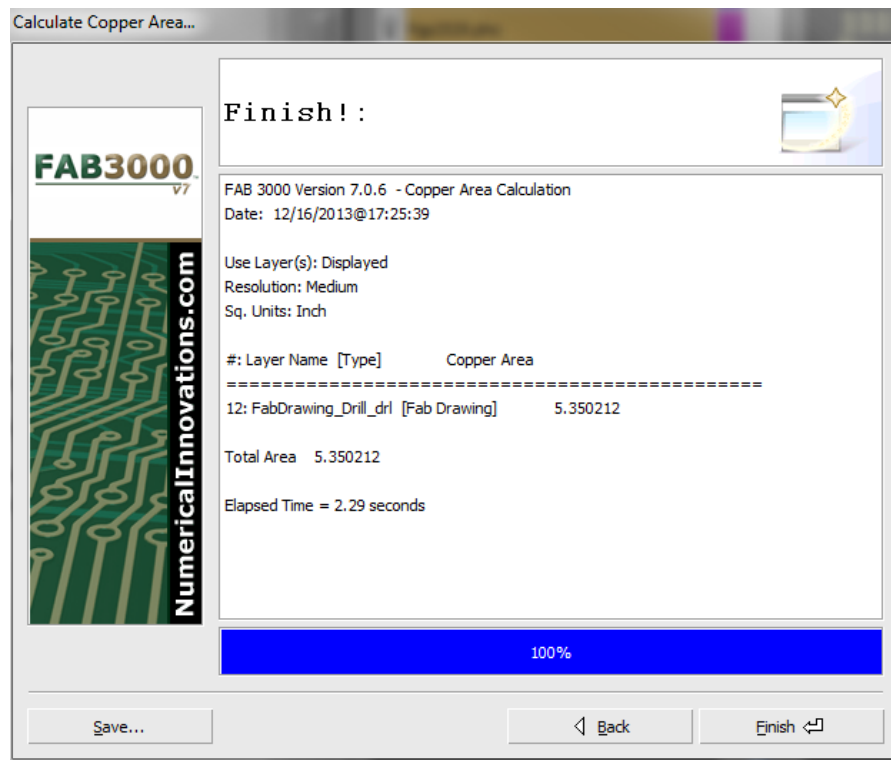 Calculate Copper Area...
Finish!:
FAB3000
V7
NumericalInnovations.com
FAB 3000 Version 7.0.6 - Copper Area Calculation
Date: 12/16/2013@17:25:39
Use Layer(s): Displayed
Resolution: Medium
Sq. Units: Inch
#: Layer Name [Type] Copper Area
===============================================
12: FabDrawing_Drill_drl [Fab Drawing] 5.350212
Total Area 5.350212
Elapsed Time = 2.29 seconds
100%
Save...
Back
Finish